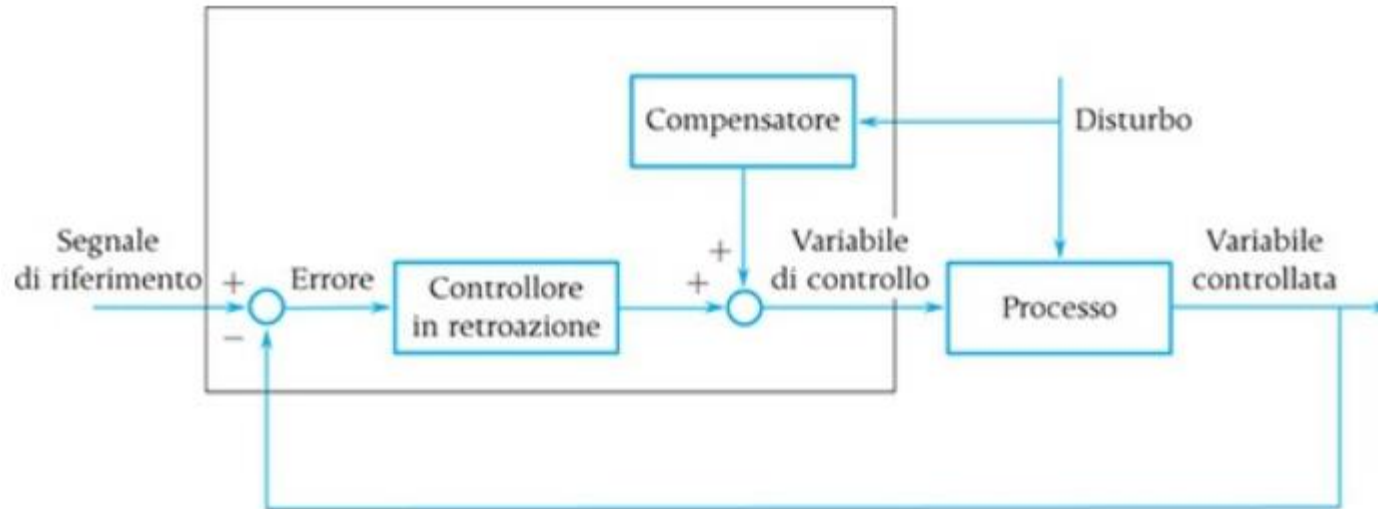 Compensatore
Disturbo
Segnale
di riferimento
+
−
Errore
Controllore
in retroazione
+
+
Variabile
di controllo
Processo
Variabile
controllata